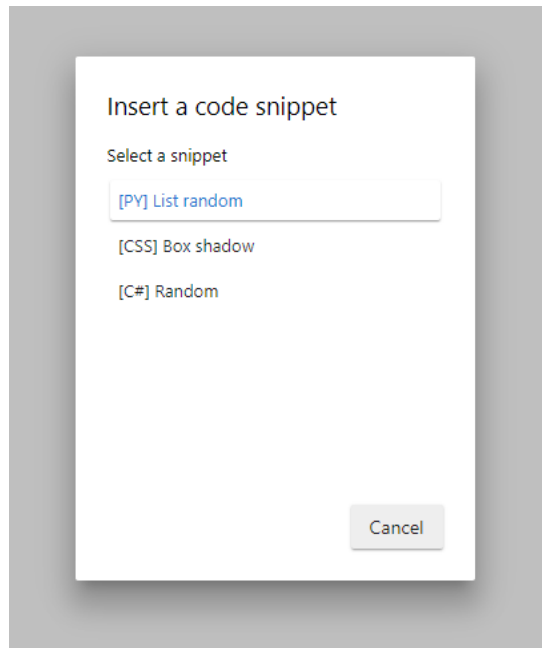 Insert a code snippet
Select a snippet
[PY] List random
[CSS] Box shadow
[C#] Random
Cancel